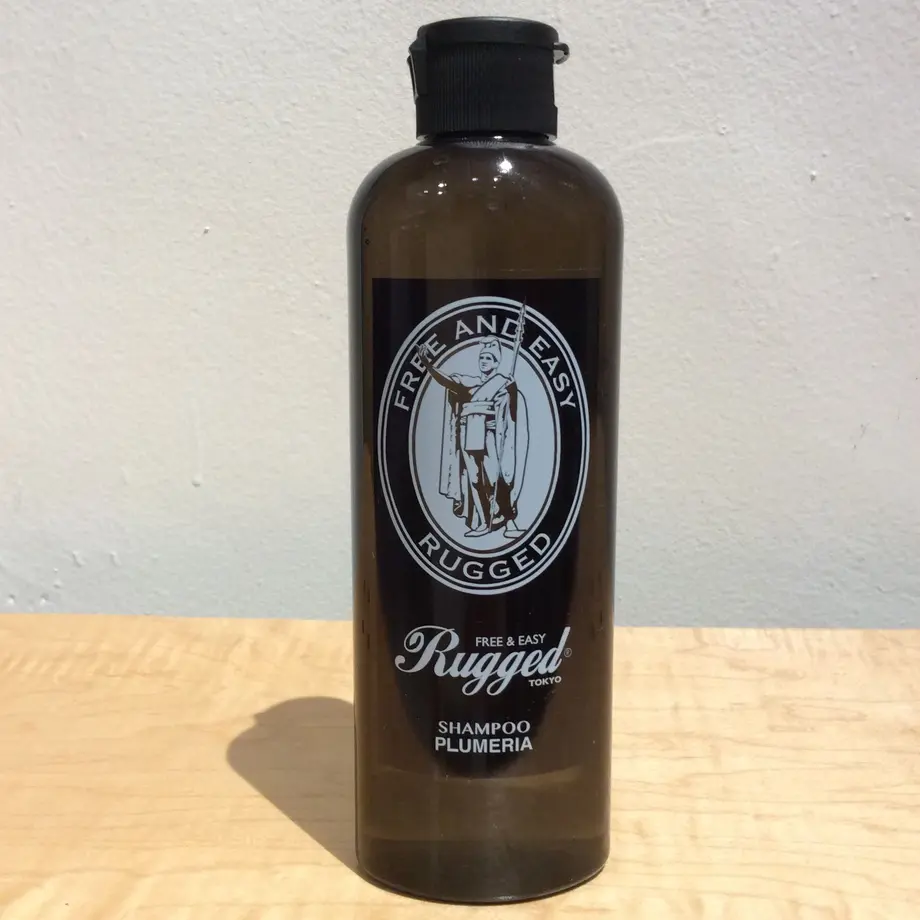 FREE AND EASY
RUGGED
FREE & EASY
Rugged®
TOKYO
SHAMPOO
PLUMERIA